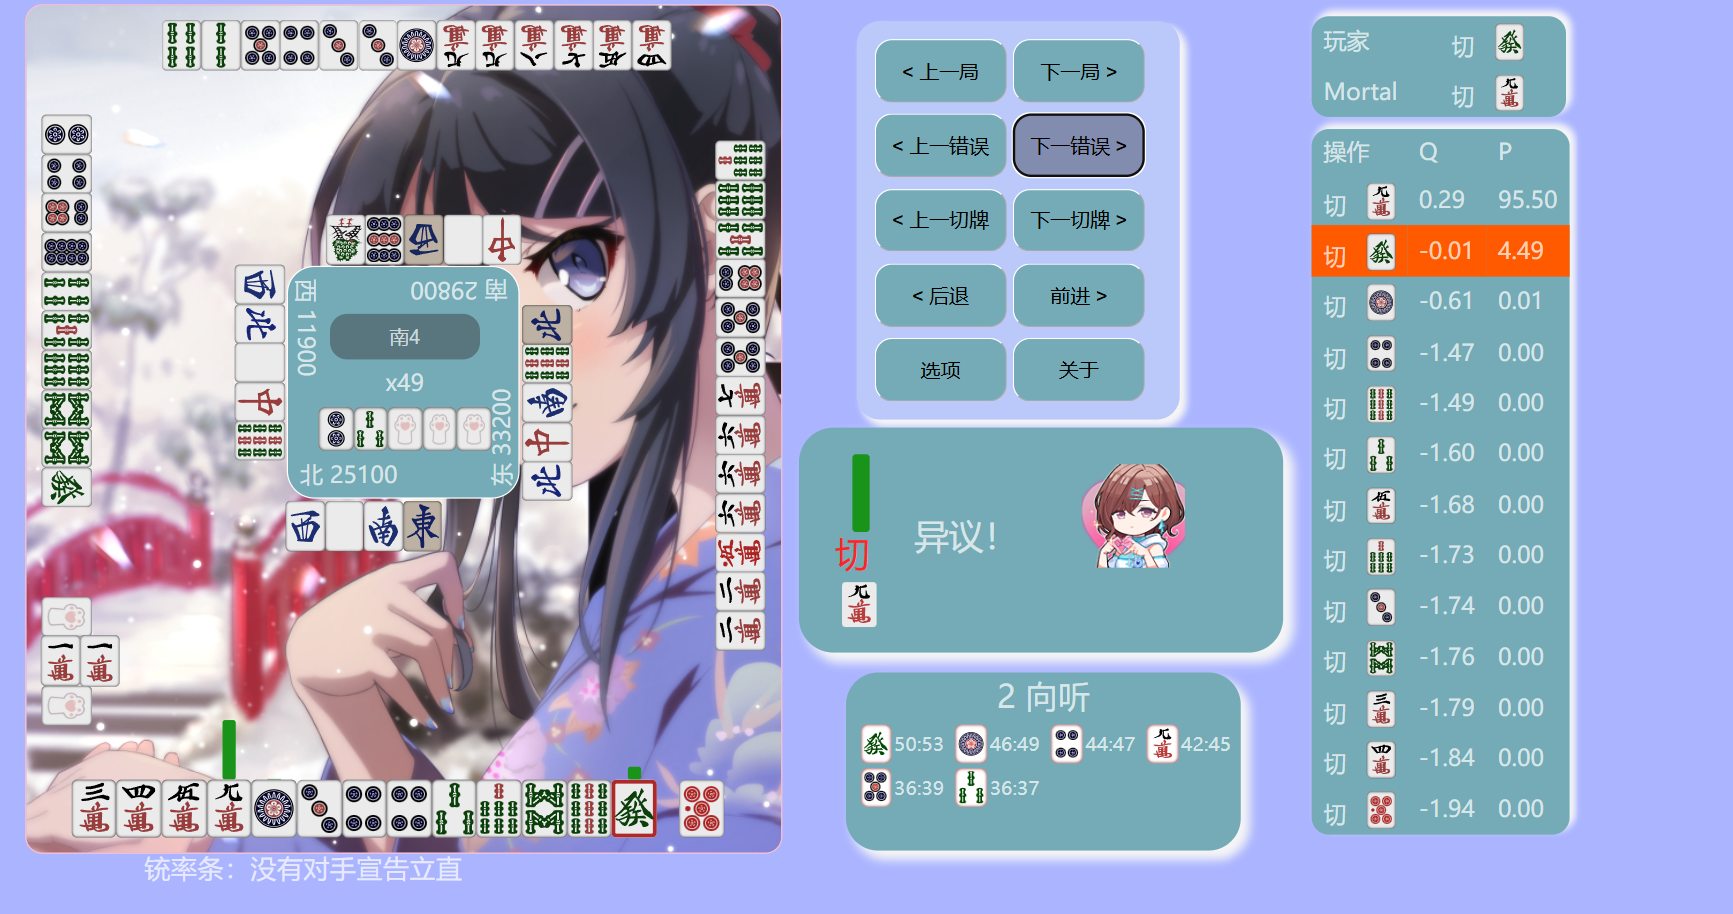 西 11900
南 29800
南4
x49
东 33200
北 25100
铳率条：没有对手宣告立直
< 上一局
下一局 >
< 上一错误
下一错误 >
< 上一切牌
下一切牌 >
< 后退
前进 >
选项
关于
切
异议！
2 向听
50:53
46:49
44:47
42:45
36:39
36:37
玩家 切
Mortal 切
操作 Q P
切 0.29 95.50
切 -0.01 4.49
切 -0.61 0.01
切 -1.47 0.00
切 -1.49 0.00
切 -1.60 0.00
切 -1.68 0.00
切 -1.73 0.00
切 -1.74 0.00
切 -1.76 0.00
切 -1.79 0.00
切 -1.84 0.00
切 -1.94 0.00